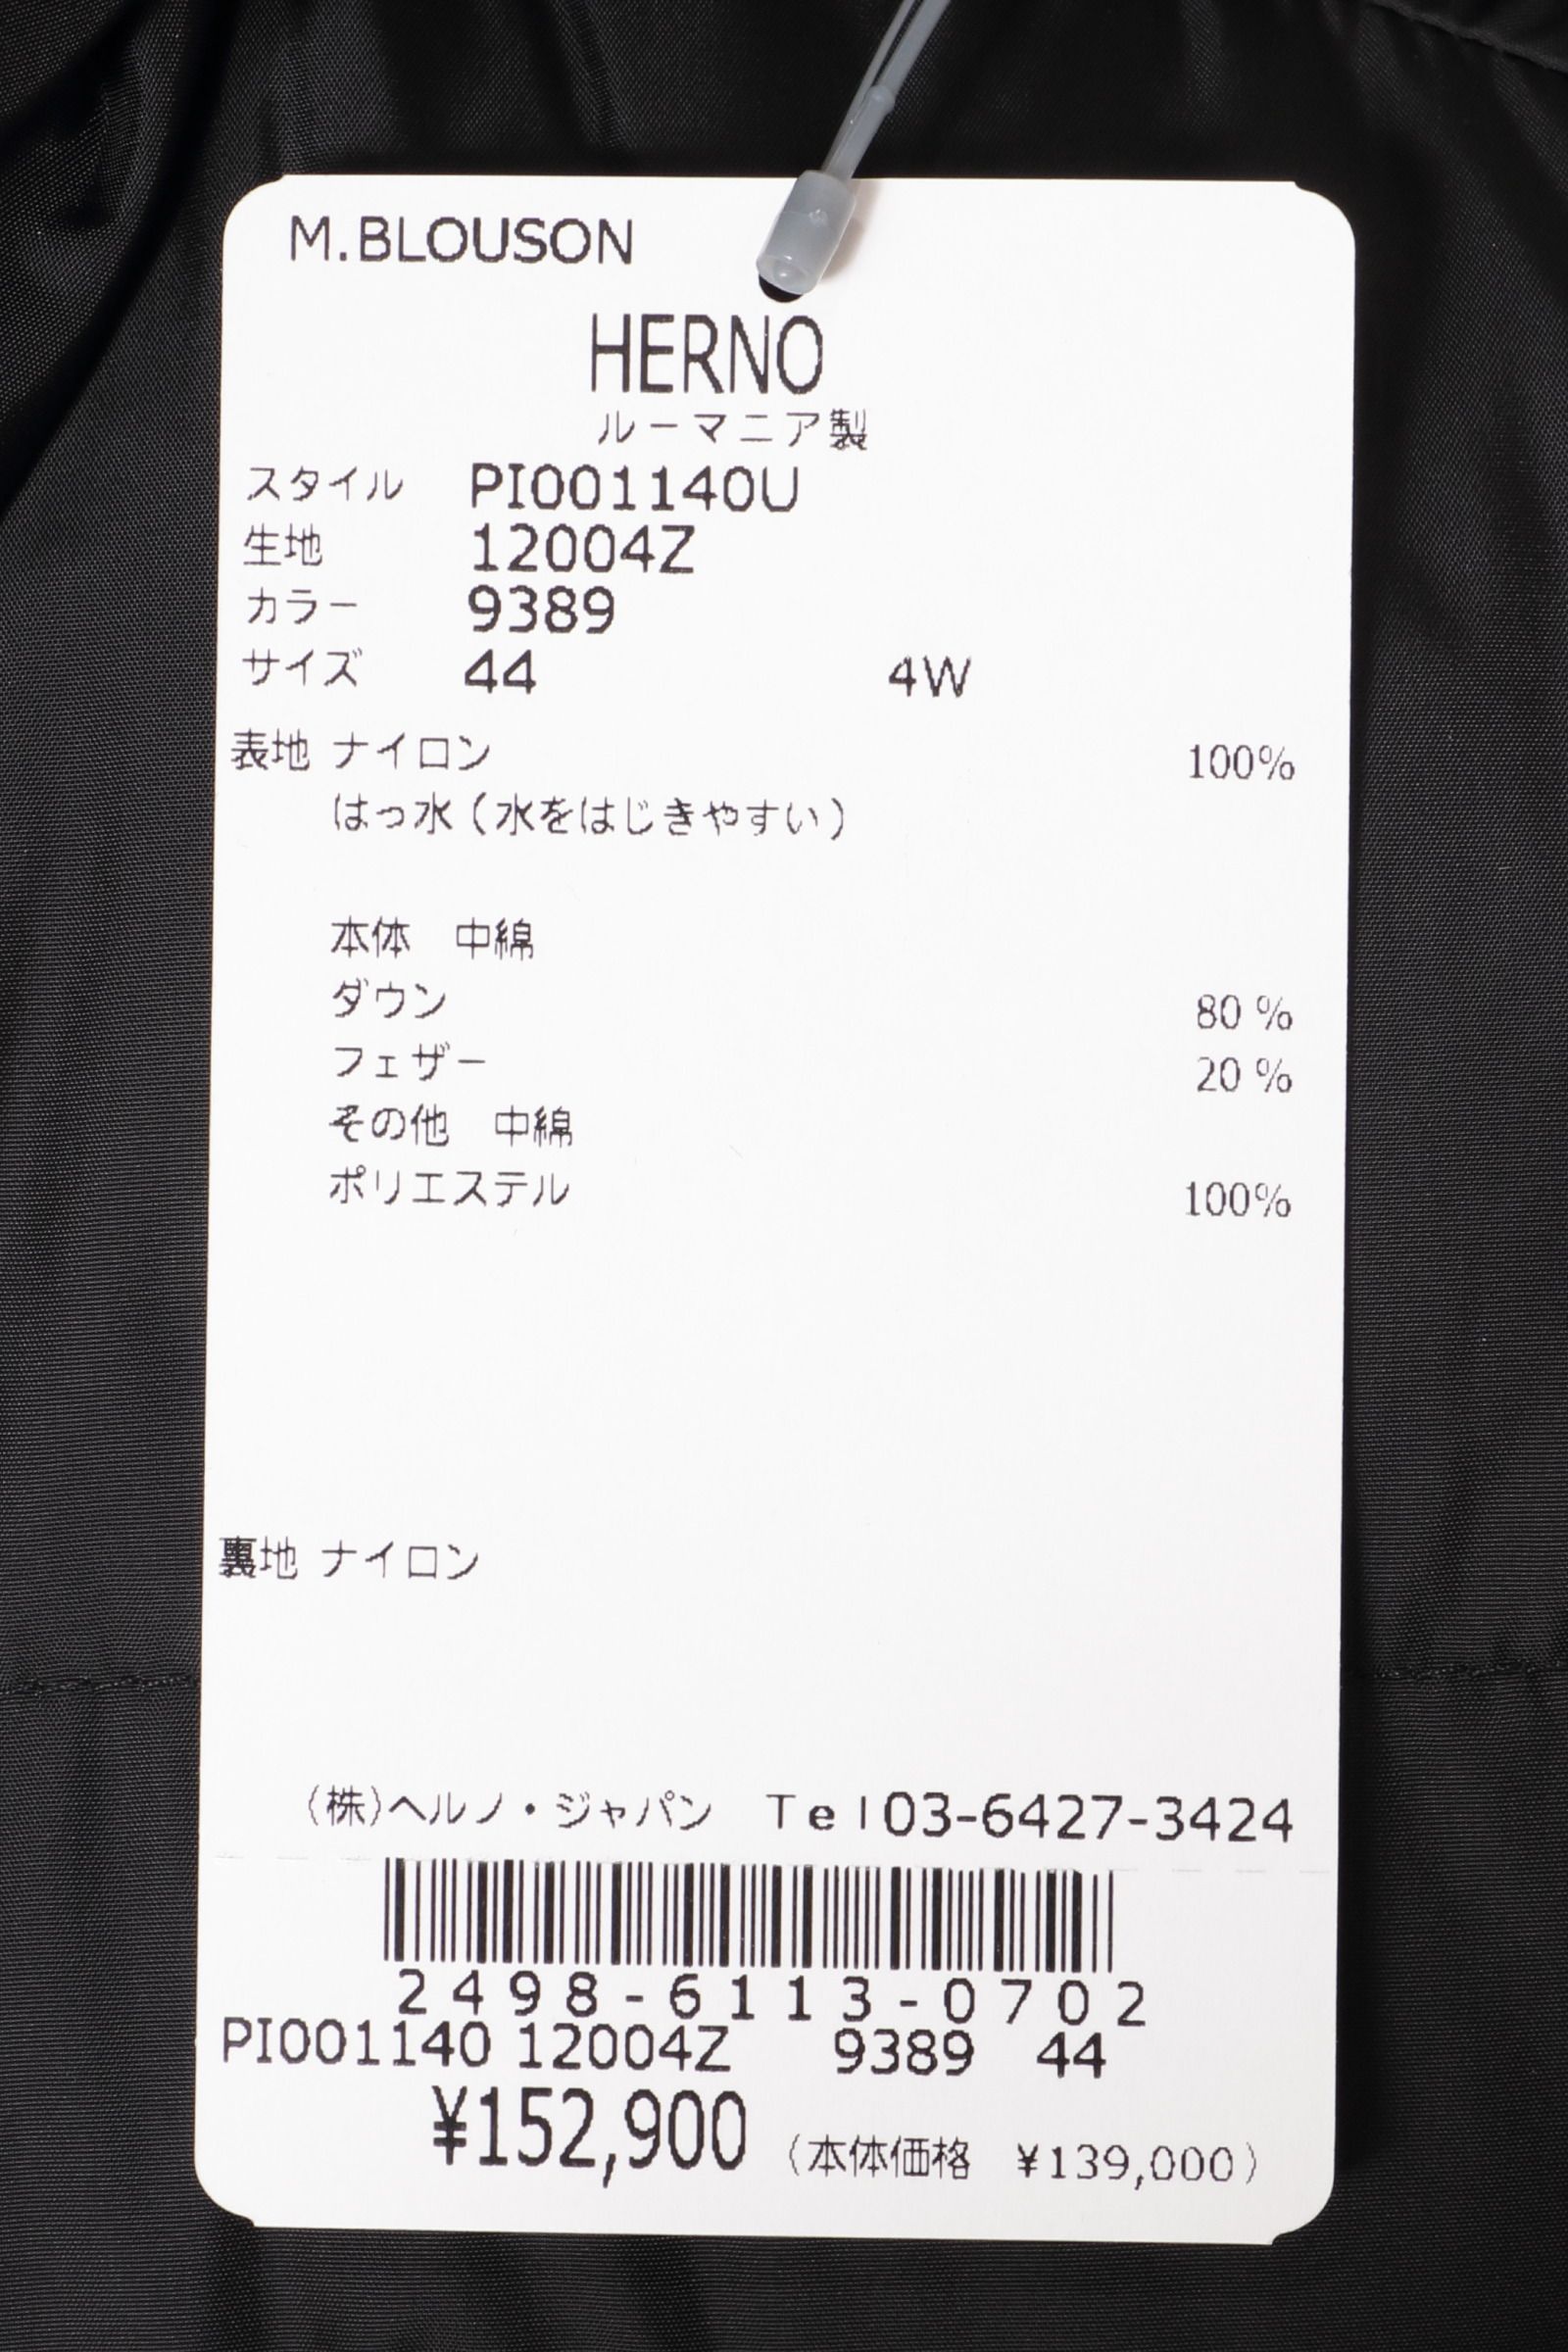 M.BLOUSON
HERNO
ルーマニア製
スタイル PI001140U
生地 12004Z
カラー 9389
サイズ 44 4W
表地 ナイロン 100%
はっ水(水をはじきやすい)
本体 中綿
ダウン 80 %
フェザー 20 %
その他 中綿
ポリエステル 100%
裏地 ナイロン
(株)ヘルノ・ジャパン Tel03-6427-3424
2498-6113-0702
PI001140 12004Z 9389 44
¥152,900 (本体価格 ¥139,000)